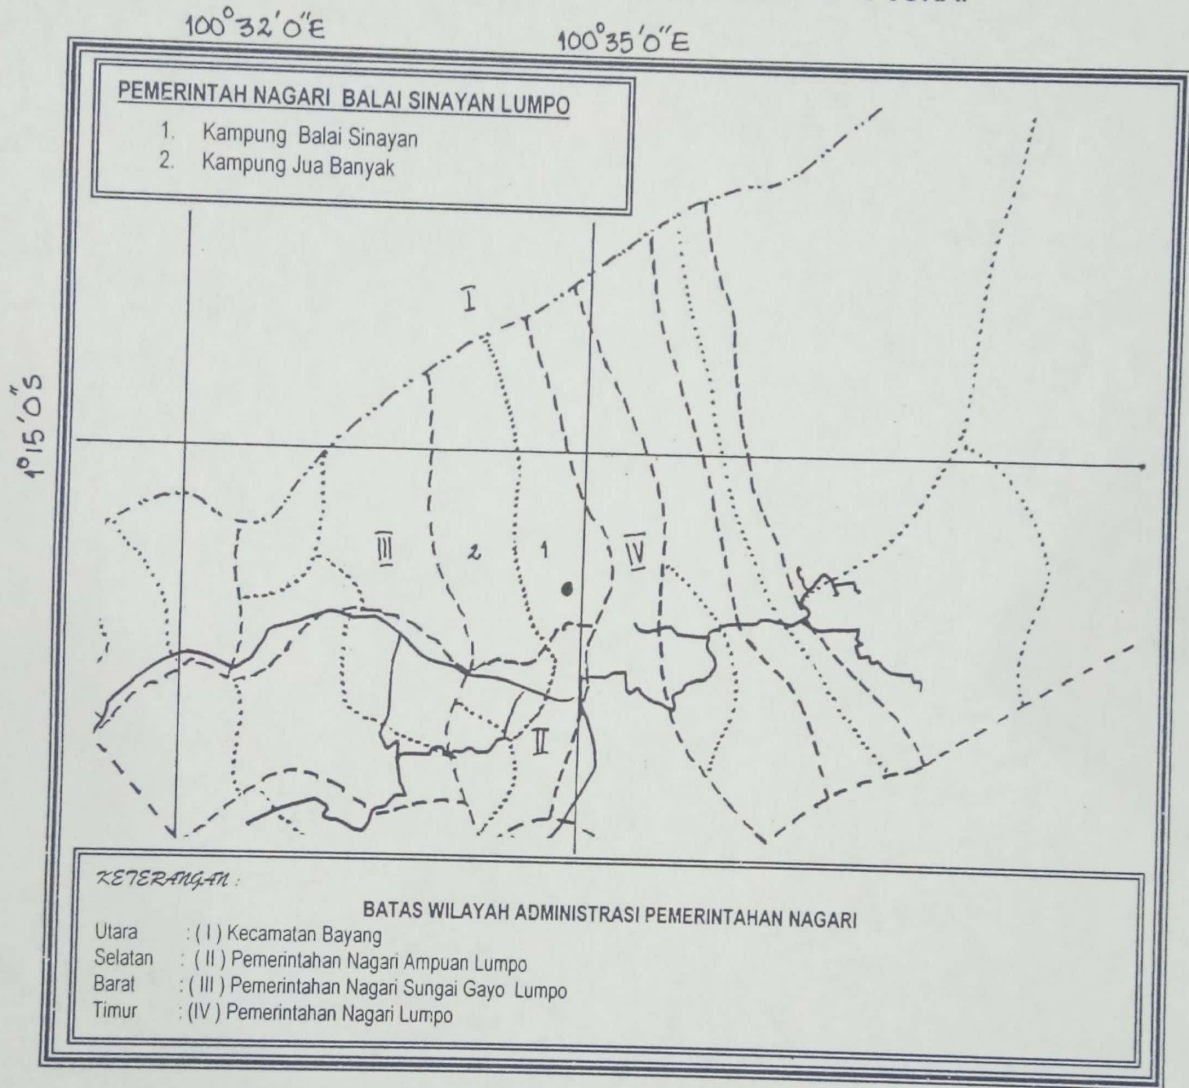 100°32'0"E
100°35'0"E
PEMERINTAH NAGARI BALAI SINAYAN LUMPO
1. Kampung Balai Sinayan
2. Kampung Jua Banyak
I
1°15'0"S
III
2
1
IV
II
KETERANGAN :
BATAS WILAYAH ADMINISTRASI PEMERINTAHAN NAGARI
Utara : ( I ) Kecamatan Bayang
Selatan : ( II ) Pemerintahan Nagari Ampuan Lumpo
Barat : ( III ) Pemerintahan Nagari Sungai Gayo Lumpo
Timur : (IV ) Pemerintahan Nagari Lumpo